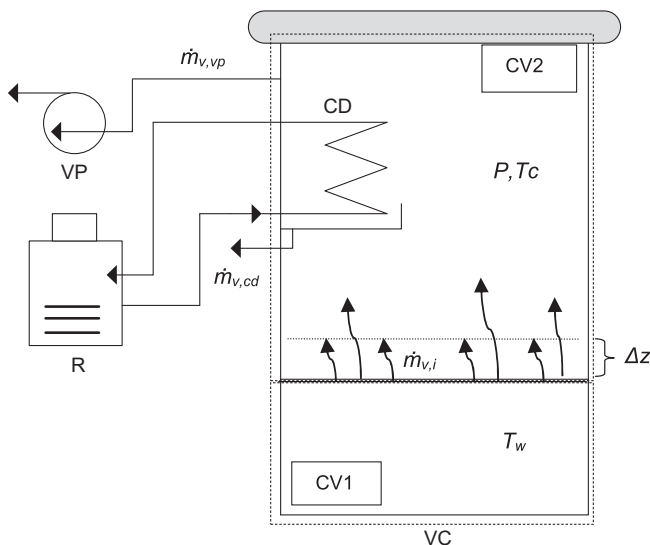 ṁv,vp
CV2
CD
VP
P,Tc
ṁv,cd
R
ṁv,i
Δz
Tw
CV1
VC